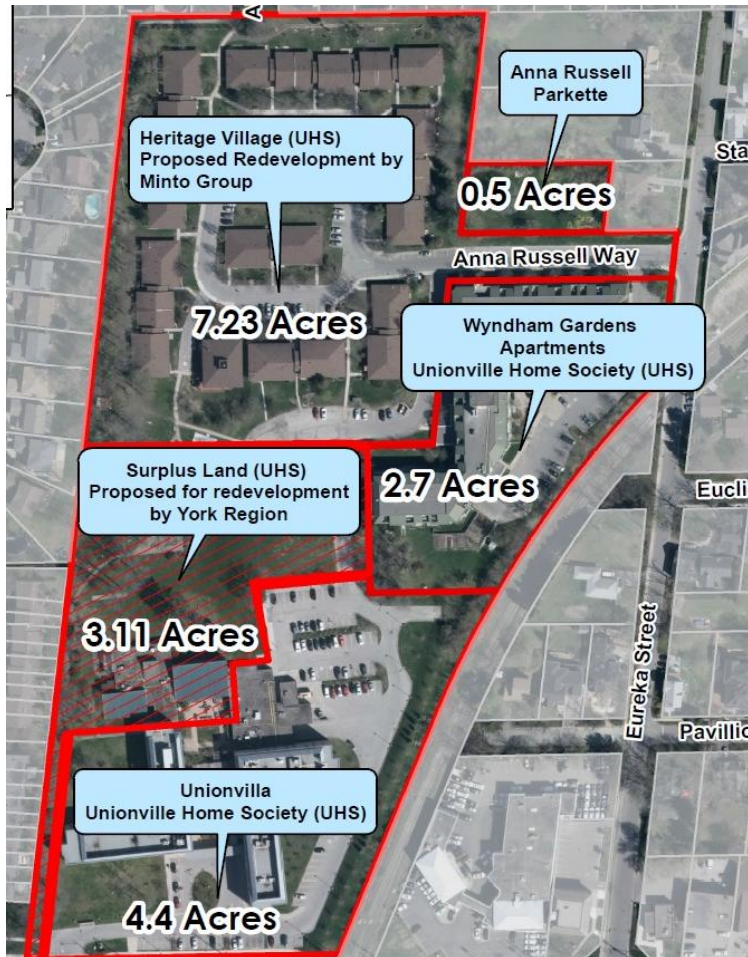 A
Anna Russell
Parkette
Heritage Village (UHS)
Proposed Redevelopment by
Minto Group
Sta
0.5 Acres
Anna Russell Way
7.23 Acres
Wyndham Gardens
Apartments
Unionville Home Society (UHS)
Surplus Land (UHS)
Proposed for redevelopment
by York Region
2.7 Acres
Eucli
3.11 Acres
Eureka Street
Pavillio
Unionvilla
Unionville Home Society (UHS)
4.4 Acres